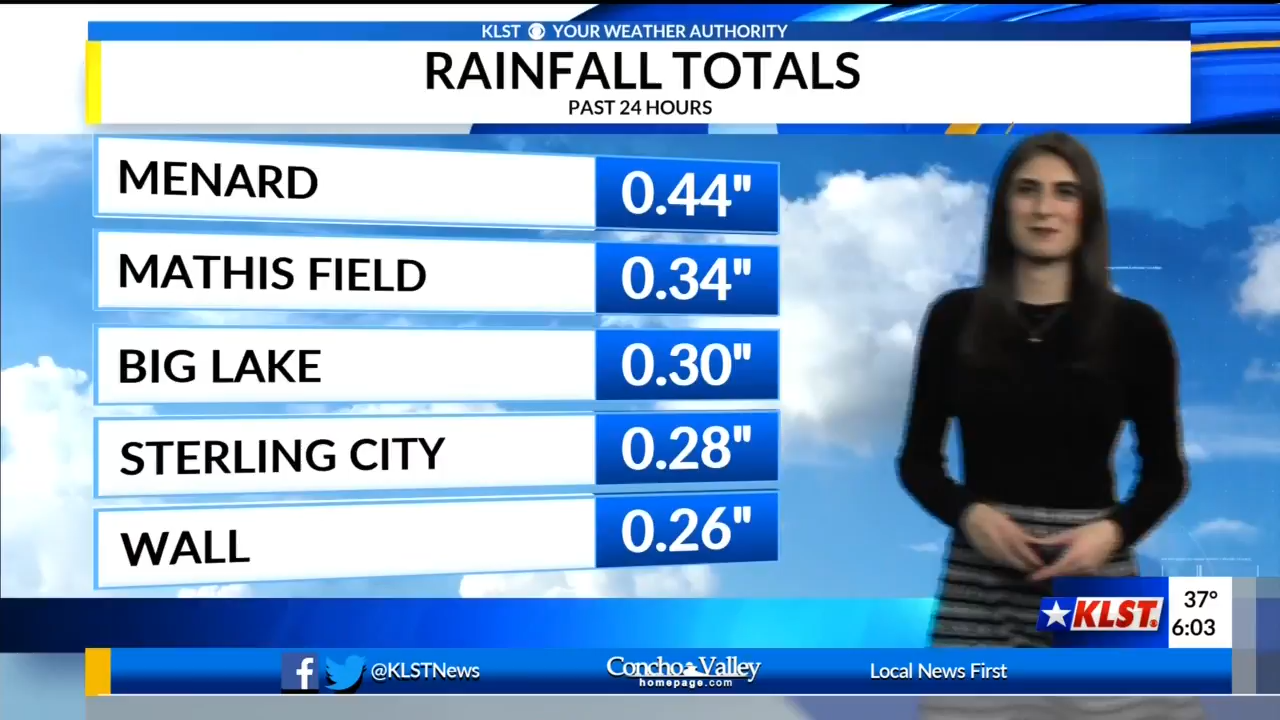 KLST YOUR WEATHER AUTHORITY
RAINFALL TOTALS
PAST 24 HOURS
MENARD 0.44"
MATHIS FIELD 0.34"
BIG LAKE 0.30"
STERLING CITY 0.28"
WALL 0.26"
KLST
37°
6:03
@KLSTNews
Concho Valley
homepage.com
Local News First